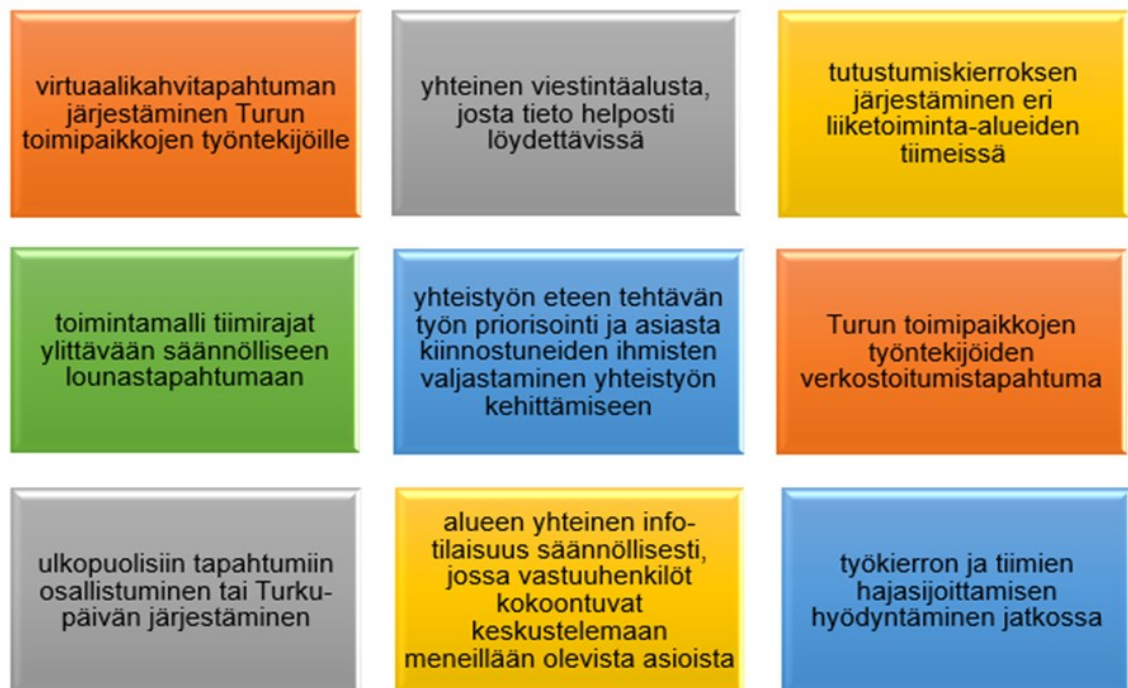 virtuaalikahvitapahtuman
järjestäminen Turun
toimipaikkojen työntekijöille
yhteinen viestintäalusta,
josta tieto helposti
löydettävissä
tutustumiskierroksen
järjestäminen eri
liiketoiminta-alueiden
tiimeissä
toimintamalli tiimirajat
ylittävään säännölliseen
lounastapahtumaan
yhteistyön eteen tehtävän
työn priorisointi ja asiasta
kiinnostuneiden ihmisten
valjastaminen yhteistyön
kehittämiseen
Turun toimipaikkojen
työntekijöiden
verkostoitumistapahtuma
ulkopuolisiin tapahtumiin
osallistuminen tai Turku-
päivän järjestäminen
alueen yhteinen info-
tilaisuus säännöllisesti,
jossa vastuuhenkilöt
kokoontuvat
keskustelemaan
meneillään olevista asioista
työkierron ja tiimien
hajasijoittamisen
hyödyntäminen jatkossa